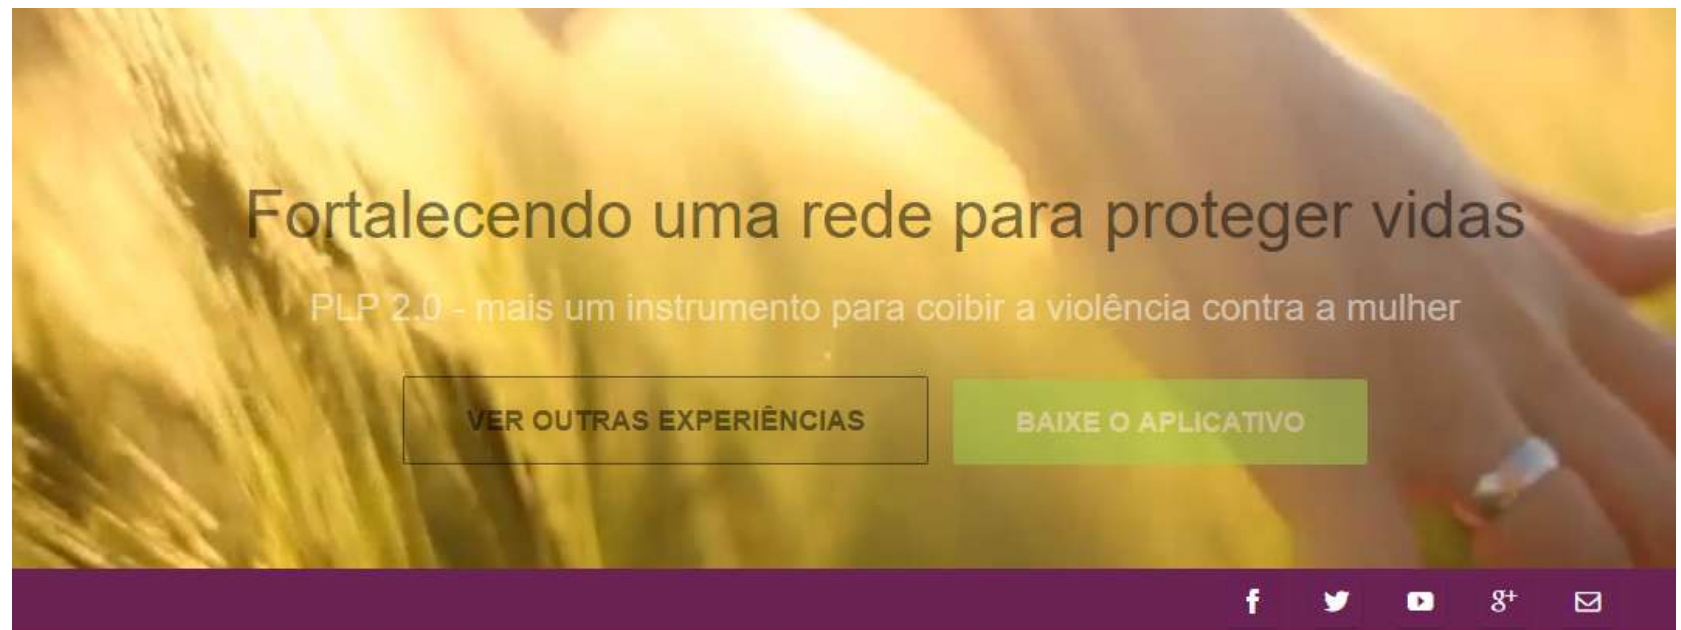 Fortalecendo uma rede para proteger vidas
PLP 2.0 - mais um instrumento para coibir a violência contra a mulher
VER OUTRAS EXPERIÊNCIAS
BAIXE O APLICATIVO